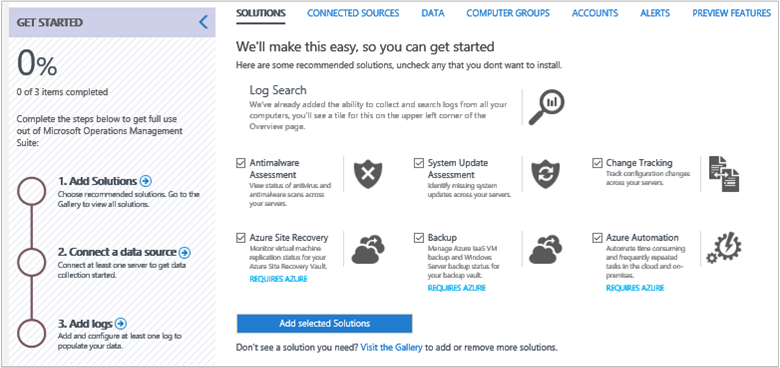 GET STARTED
0%
0 of 3 items completed
Complete the steps below to get full use
out of Microsoft Operations Management
Suite:
1. Add Solutions
Choose recommended solutions. Go to the
Gallery to view all solutions.
2. Connect a data source
Connect at least one server to get data
collection started.
3. Add logs
Add and configure at least one log to
populate your data.
SOLUTIONS CONNECTED SOURCES DATA COMPUTER GROUPS ACCOUNTS ALERTS PREVIEW FEATURES
We'll make this easy, so you can get started
Here are some recommended solutions, uncheck any that you dont want to install.
Log Search
We've already added the ability to collect and search logs from all your
computers, you'll see a tile for this on the upper left corner of the
Overview page.
Antimalware
Assessment
View status of antivirus and
antimalware scans across
your servers.
System Update
Assessment
Identify missing system
updates across your servers.
Change Tracking
Track configuration changes
across your servers.
Azure Site Recovery
Monitor virtual machine
replication status for your
Azure Site Recovery Vault.
REQUIRES AZURE
Backup
Manage Azure IaaS VM
backup and Windows
Server backup status for
your backup vault.
REQUIRES AZURE
Azure Automation
Automate time consuming
and frequently repeated
tasks in the cloud and on-
premises.
REQUIRES AZURE
Add selected Solutions
Don't see a solution you need? Visit the Gallery to add or remove more solutions.